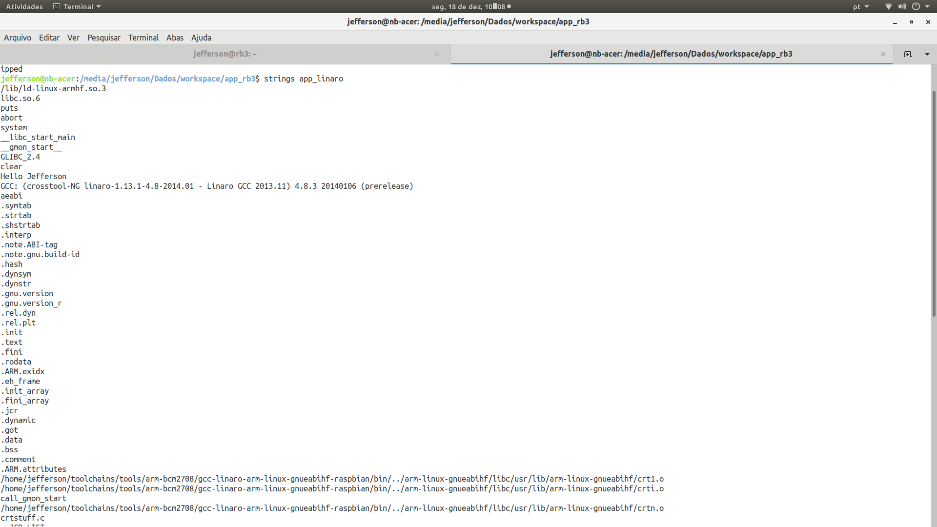 Atividades Terminal seg, 18 de dez, 10:08 pt
jefferson@nb-acer: /media/jefferson/Dados/workspace/app_rb3
Arquivo Editar Ver Pesquisar Terminal Abas Ajuda
jefferson@rb3: ~ jefferson@nb-acer: /media/jefferson/Dados/workspace/app_rb3
ipped
jefferson@nb-acer:/media/jefferson/Dados/workspace/app_rb3$ strings app_linaro
/lib/ld-linux-armhf.so.3
libc.so.6
puts
abort
system
__libc_start_main
__gmon_start__
GLIBC_2.4
clear
Hello Jefferson
GCC: (crosstool-NG linaro-1.13.1-4.8-2014.01 - Linaro GCC 2013.11) 4.8.3 20140106 (prerelease)
aeabi
.symtab
.strtab
.shstrtab
.interp
.note.ABI-tag
.note.gnu.build-id
.hash
.dynsym
.dynstr
.gnu.version
.gnu.version_r
.rel.dyn
.rel.plt
.init
.text
.fini
.rodata
.ARM.exidx
.eh_frame
.init_array
.fini_array
.jcr
.dynamic
.got
.data
.bss
.comment
.ARM.attributes
/home/jefferson/toolchains/tools/arm-bcm2708/gcc-linaro-arm-linux-gnueabihf-raspbian/bin/../arm-linux-gnueabihf/libc/usr/lib/arm-linux-gnueabihf/crt1.o
/home/jefferson/toolchains/tools/arm-bcm2708/gcc-linaro-arm-linux-gnueabihf-raspbian/bin/../arm-linux-gnueabihf/libc/usr/lib/arm-linux-gnueabihf/crti.o
call_gmon_start
/home/jefferson/toolchains/tools/arm-bcm2708/gcc-linaro-arm-linux-gnueabihf-raspbian/bin/../arm-linux-gnueabihf/libc/usr/lib/arm-linux-gnueabihf/crtn.o
crtstuff.c